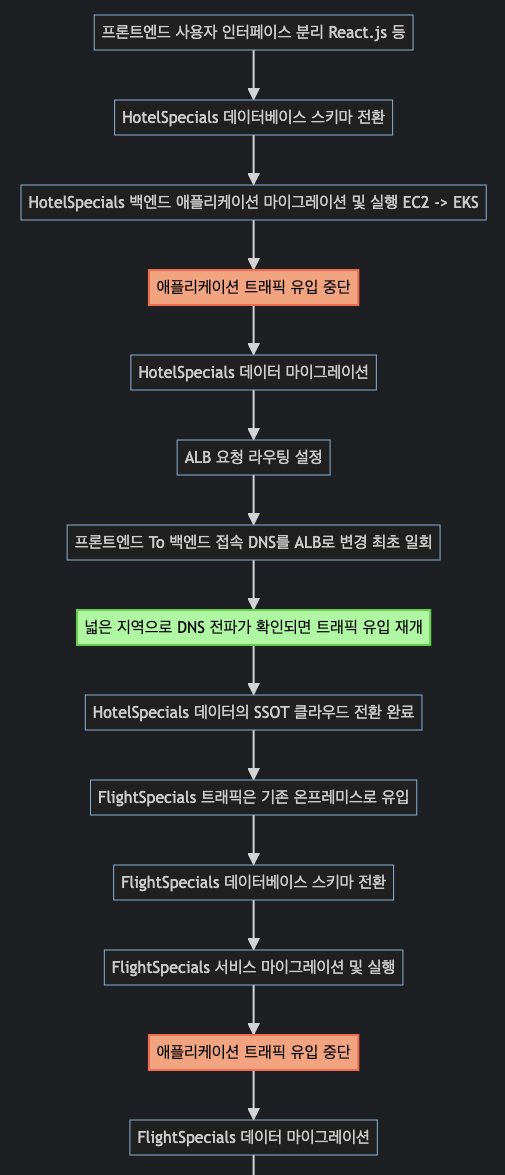 프론트엔드 사용자 인터페이스 분리 React.js 등
HotelSpecials 데이터베이스 스키마 전환
HotelSpecials 백엔드 애플리케이션 마이그레이션 및 실행 EC2 -> EKS
애플리케이션 트래픽 유입 중단
HotelSpecials 데이터 마이그레이션
ALB 요청 라우팅 설정
프론트엔드 To 백엔드 접속 DNS를 ALB로 변경 최초 일회
넓은 지역으로 DNS 전파가 확인되면 트래픽 유입 재개
HotelSpecials 데이터의 SSOT 클라우드 전환 완료
FlightSpecials 트래픽은 기존 온프레미스로 유입
FlightSpecials 데이터베이스 스키마 전환
FlightSpecials 서비스 마이그레이션 및 실행
애플리케이션 트래픽 유입 중단
FlightSpecials 데이터 마이그레이션